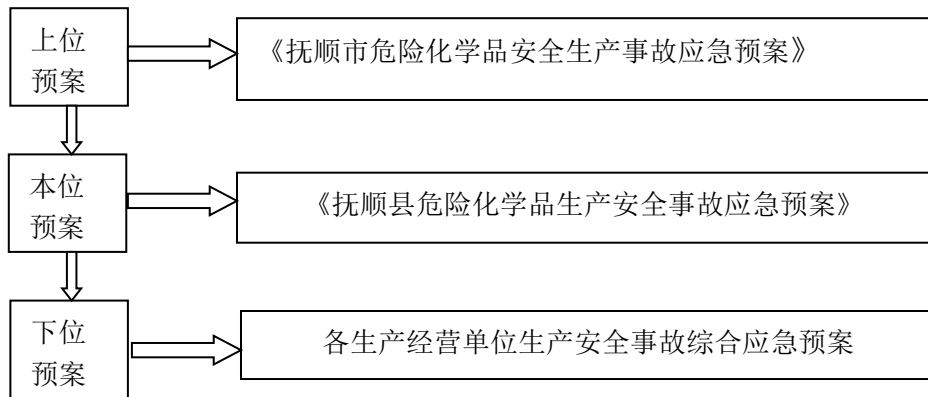 上位
预案
《抚顺市危险化学品安全生产事故应急预案》
本位
预案
《抚顺县危险化学品生产安全事故应急预案》
下位
预案
各生产经营单位生产安全事故综合应急预案